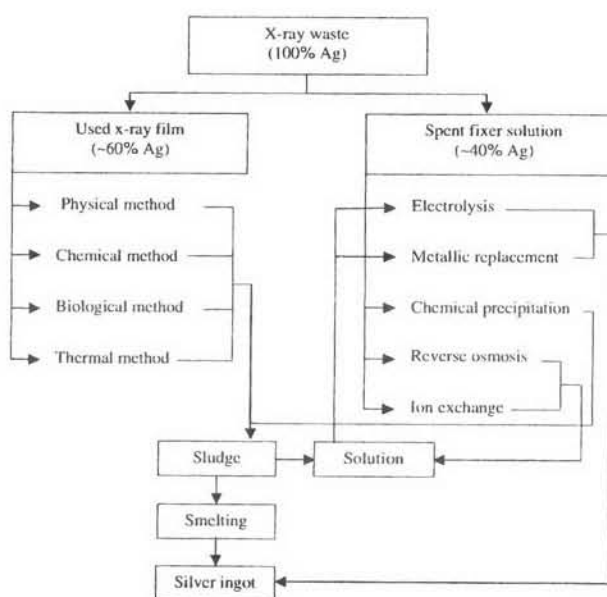 X-ray waste
(100% Ag)
Used x-ray film
(~60% Ag)
Spent fixer solution
(~40% Ag)
Physical method
Chemical method
Biological method
Thermal method
Electrolysis
Metallic replacement
Chemical precipitation
Reverse osmosis
Ion exchange
Sludge
Solution
Smelting
Silver ingot